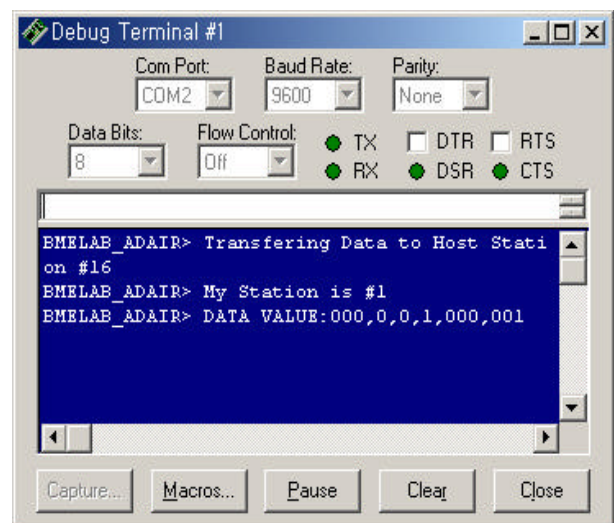 Debug Terminal #1
Com Port: Baud Rate: Parity:
COM2 9600 None
Data Bits: Flow Control: TX DTR RTS
8 Off RX DSR CTS
BMELAB_ADAIR> Transfering Data to Host Stati
on #16
BMELAB_ADAIR> My Station is #1
BMELAB_ADAIR> DATA VALUE:000,0,0,1,000,001
Capture... Macros... Pause Clear Close